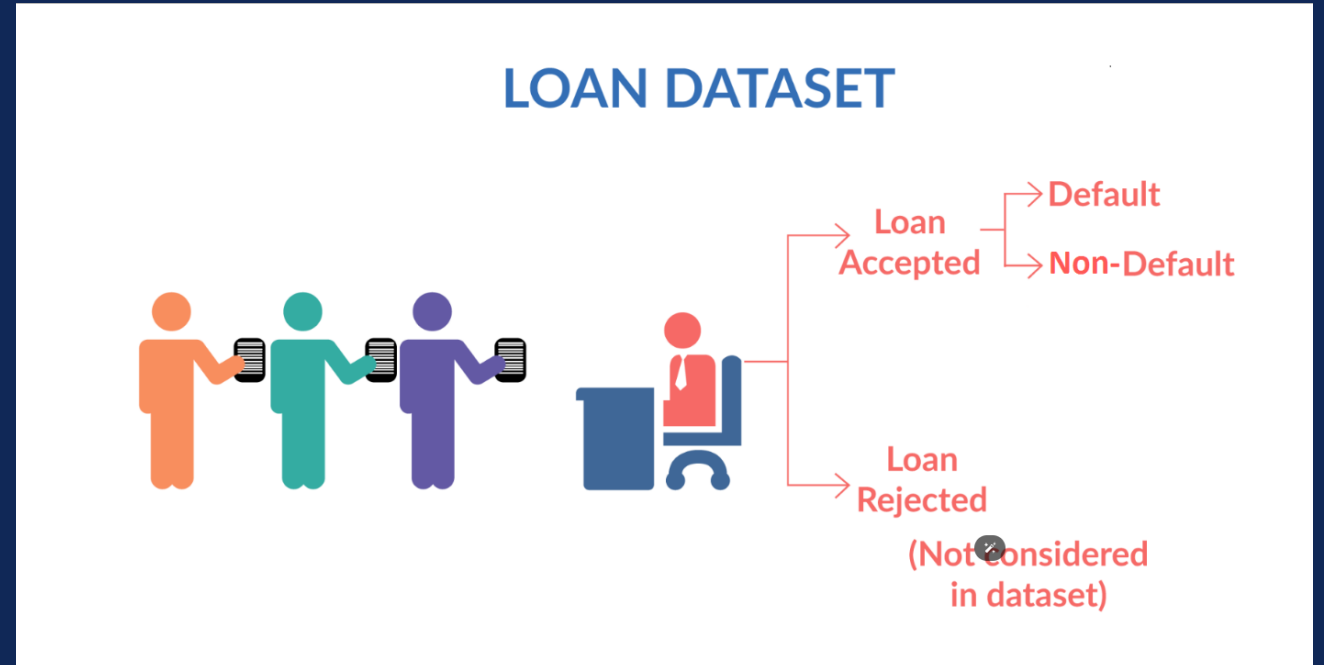 LOAN DATASET
Loan
Accepted
Default
Non-Default
Loan
Rejected
(Not considered
in dataset)